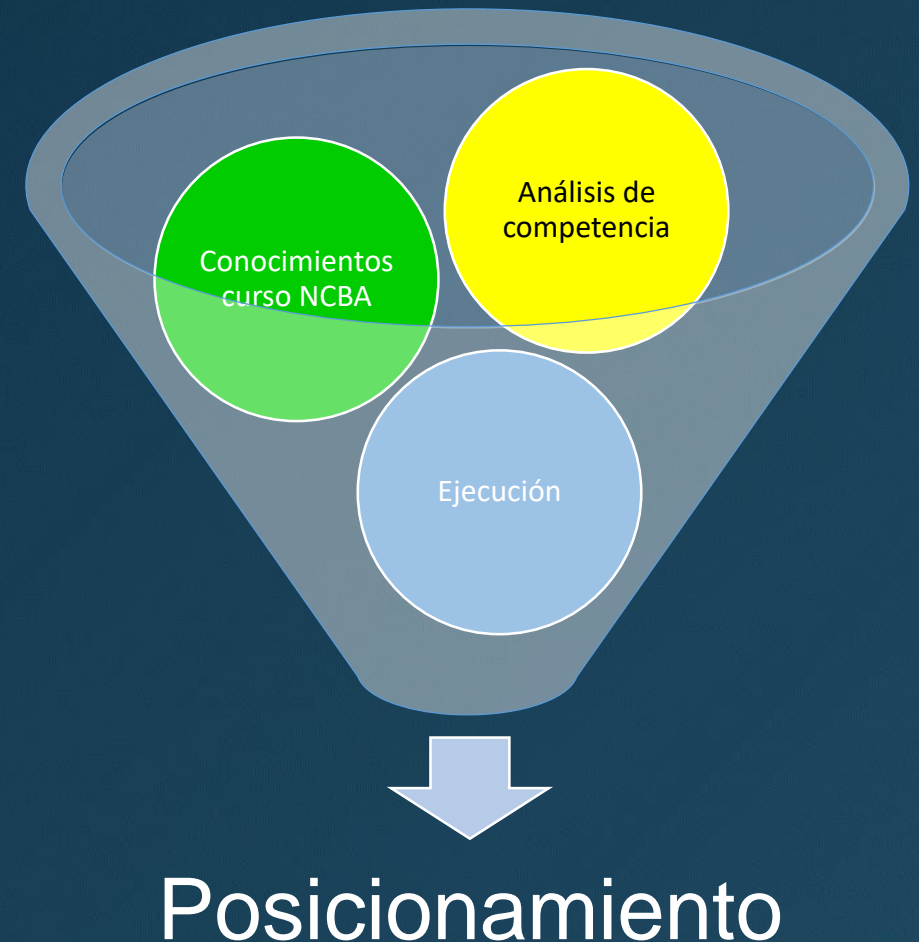 Análisis de
competencia
Conocimientos
curso NCBA
Ejecución
Posicionamiento